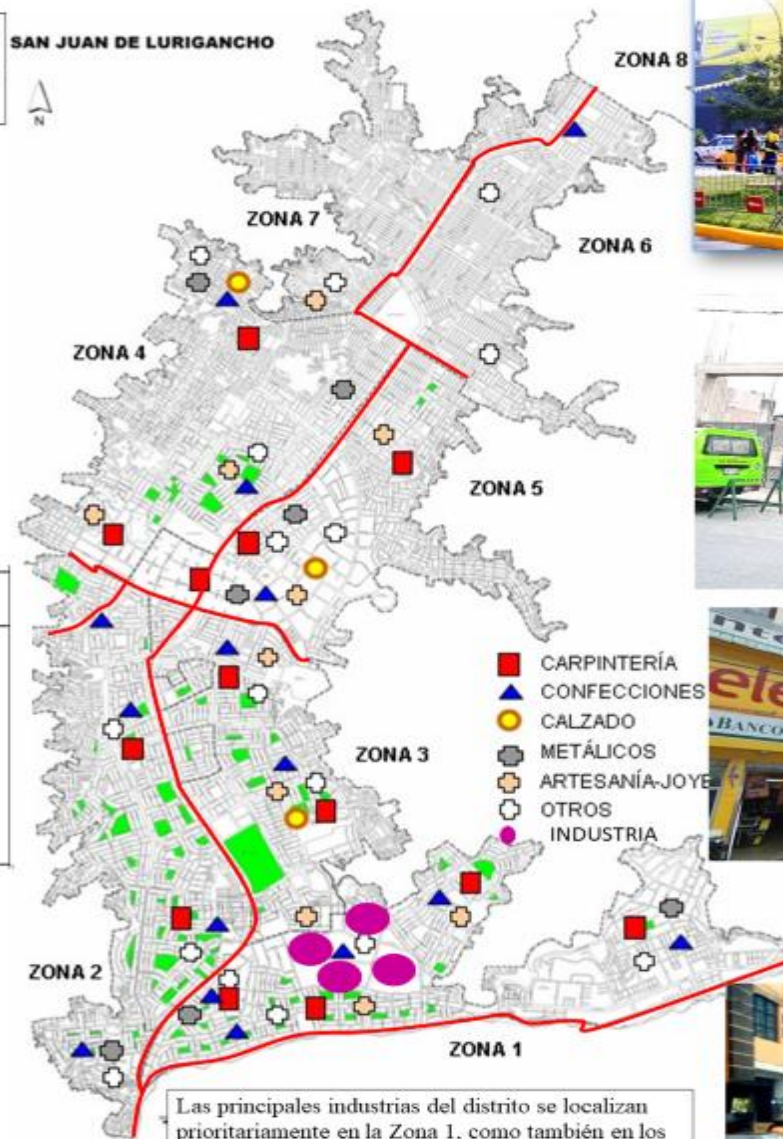 SAN JUAN DE LURIGANCHO
N
ZONA 8
ZONA 7
ZONA 6
ZONA 4
ZONA 5
CARPINTERÍA
CONFECCIONES
CALZADO
METÁLICOS
ARTESANÍA-JOYE
OTROS
INDUSTRIA
ZONA 3
ZONA 2
ZONA 1
ele
BANCO
Las principales industrias del distrito se localizan
prioritariamente en la Zona 1, como también en los